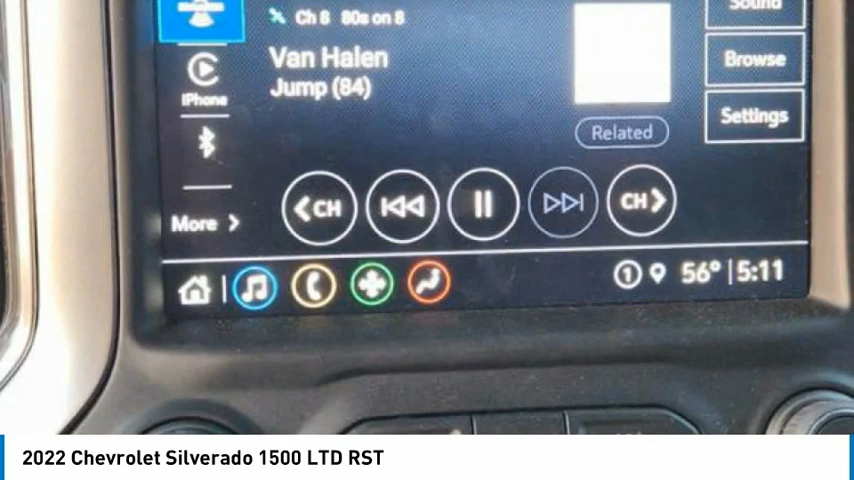 Ch 8 80s on 8
Sound
Van Halen
Jump (84)
Browse
iPhone
Settings
Related
CH
CH
More
1 56° 5:11
2022 Chevrolet Silverado 1500 LTD RST